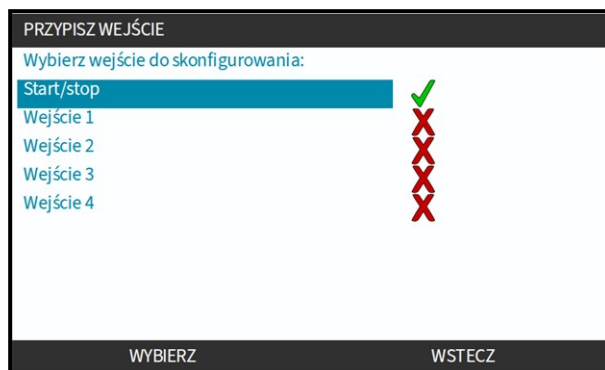 PRZYPISZ WEJŚCIE
Wybierz wejście do skonfigurowania:
Start/stop
Wejście 1
Wejście 2
Wejście 3
Wejście 4
WYBIERZ WSTECZ